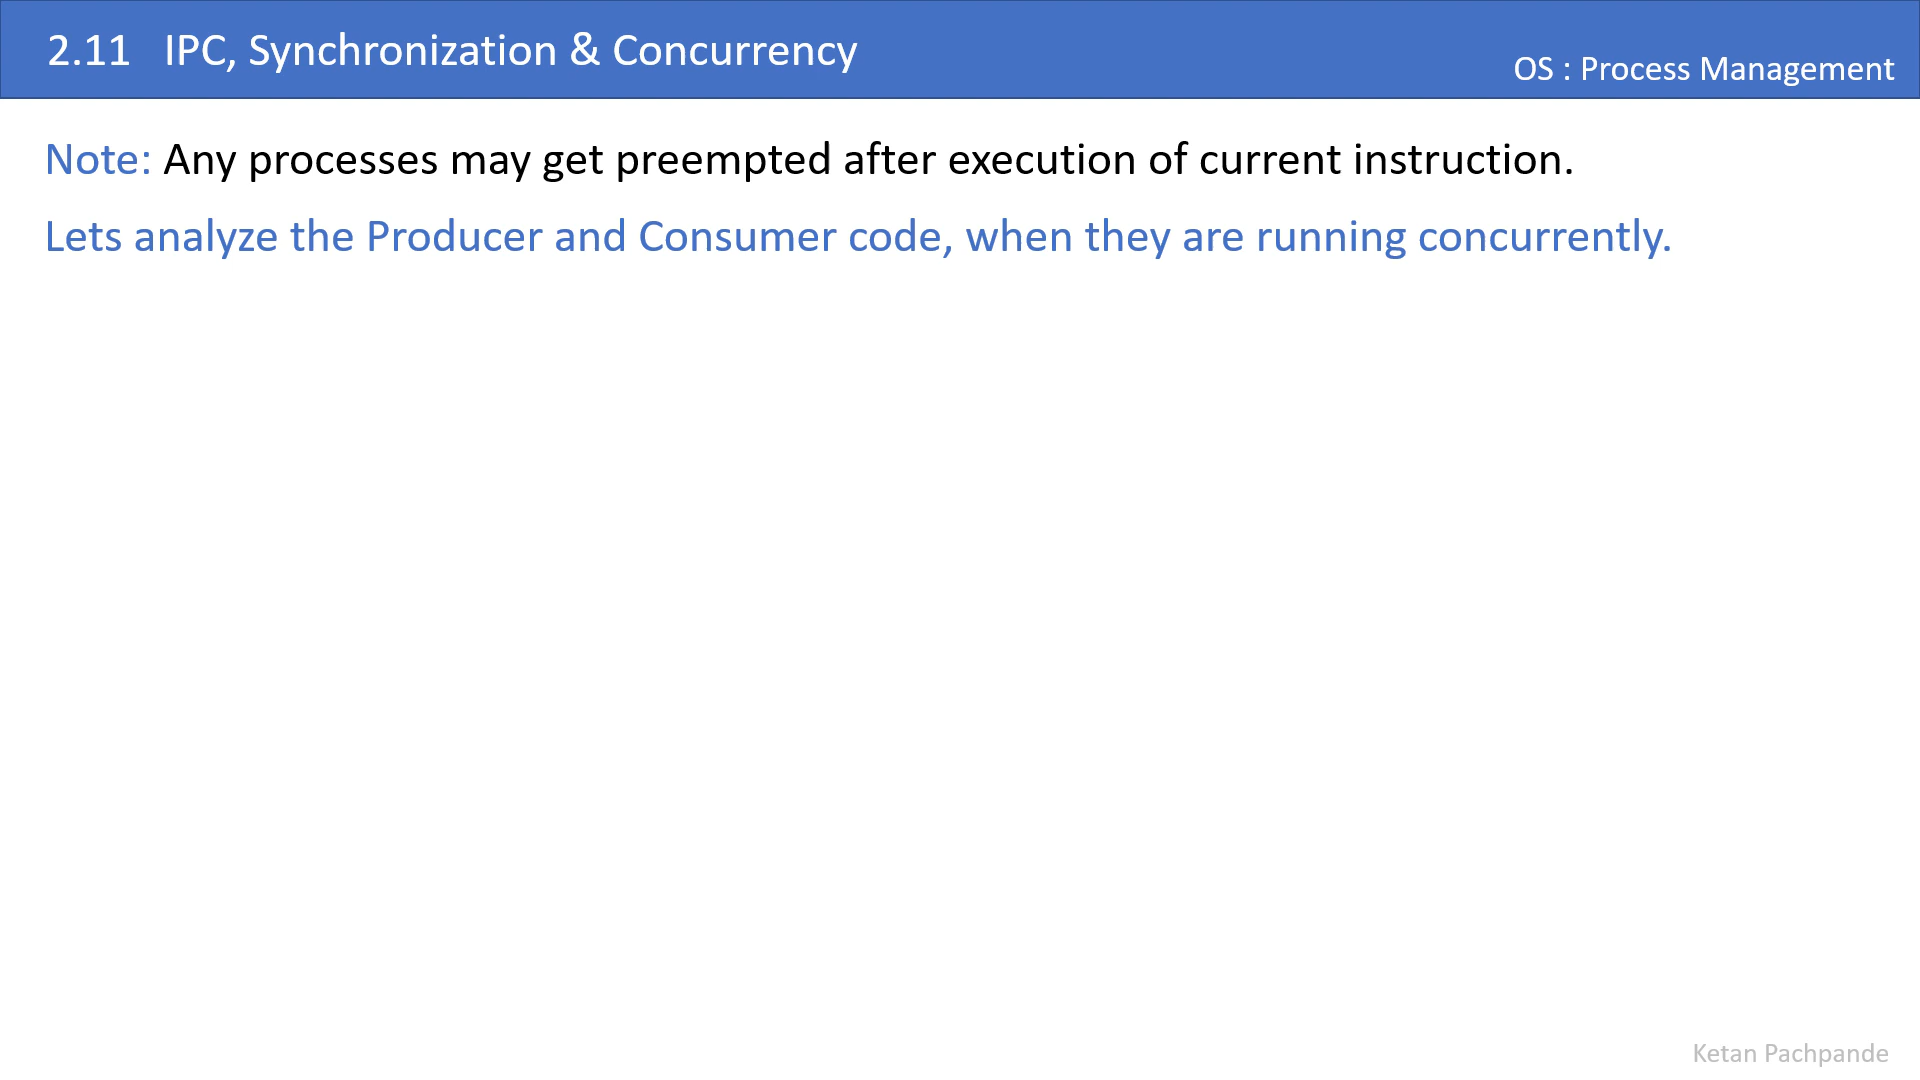 2.11 IPC, Synchronization & Concurrency
OS : Process Management
Note: Any processes may get preempted after execution of current instruction.
Lets analyze the Producer and Consumer code, when they are running concurrently.
Ketan Pachpande